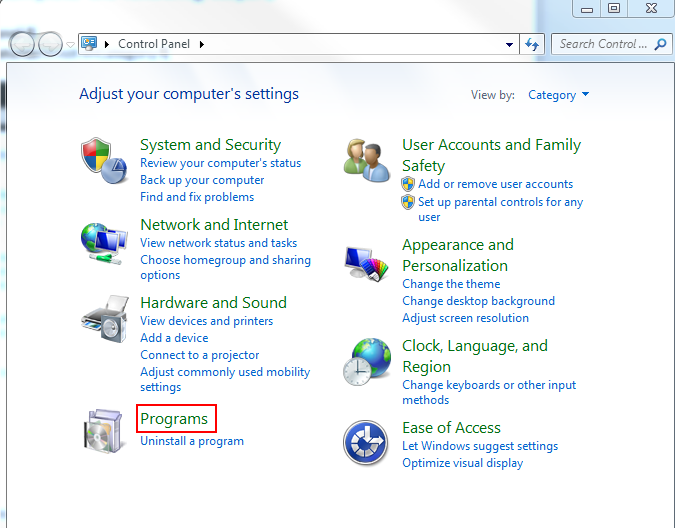 Control Panel
Search Control ...
Adjust your computer's settings
View by: Category
System and Security
Review your computer's status
Back up your computer
Find and fix problems
Network and Internet
View network status and tasks
Choose homegroup and sharing
options
Hardware and Sound
View devices and printers
Add a device
Connect to a projector
Adjust commonly used mobility
settings
Programs
Uninstall a program
User Accounts and Family
Safety
Add or remove user accounts
Set up parental controls for any
user
Appearance and
Personalization
Change the theme
Change desktop background
Adjust screen resolution
Clock, Language, and
Region
Change keyboards or other input
methods
Ease of Access
Let Windows suggest settings
Optimize visual display